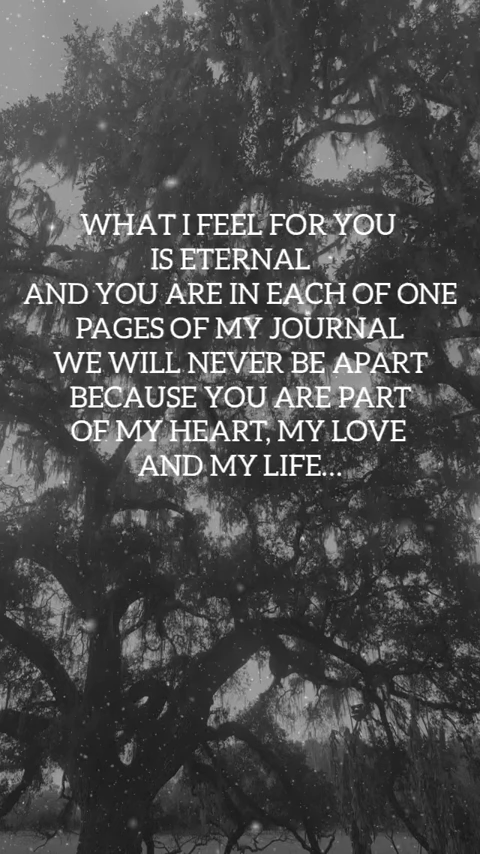 WHAT I FEEL FOR YOU
IS ETERNAL
AND YOU ARE IN EACH OF ONE
PAGES OF MY JOURNAL
WE WILL NEVER BE APART
BECAUSE YOU ARE PART
OF MY HEART, MY LOVE
AND MY LIFE...